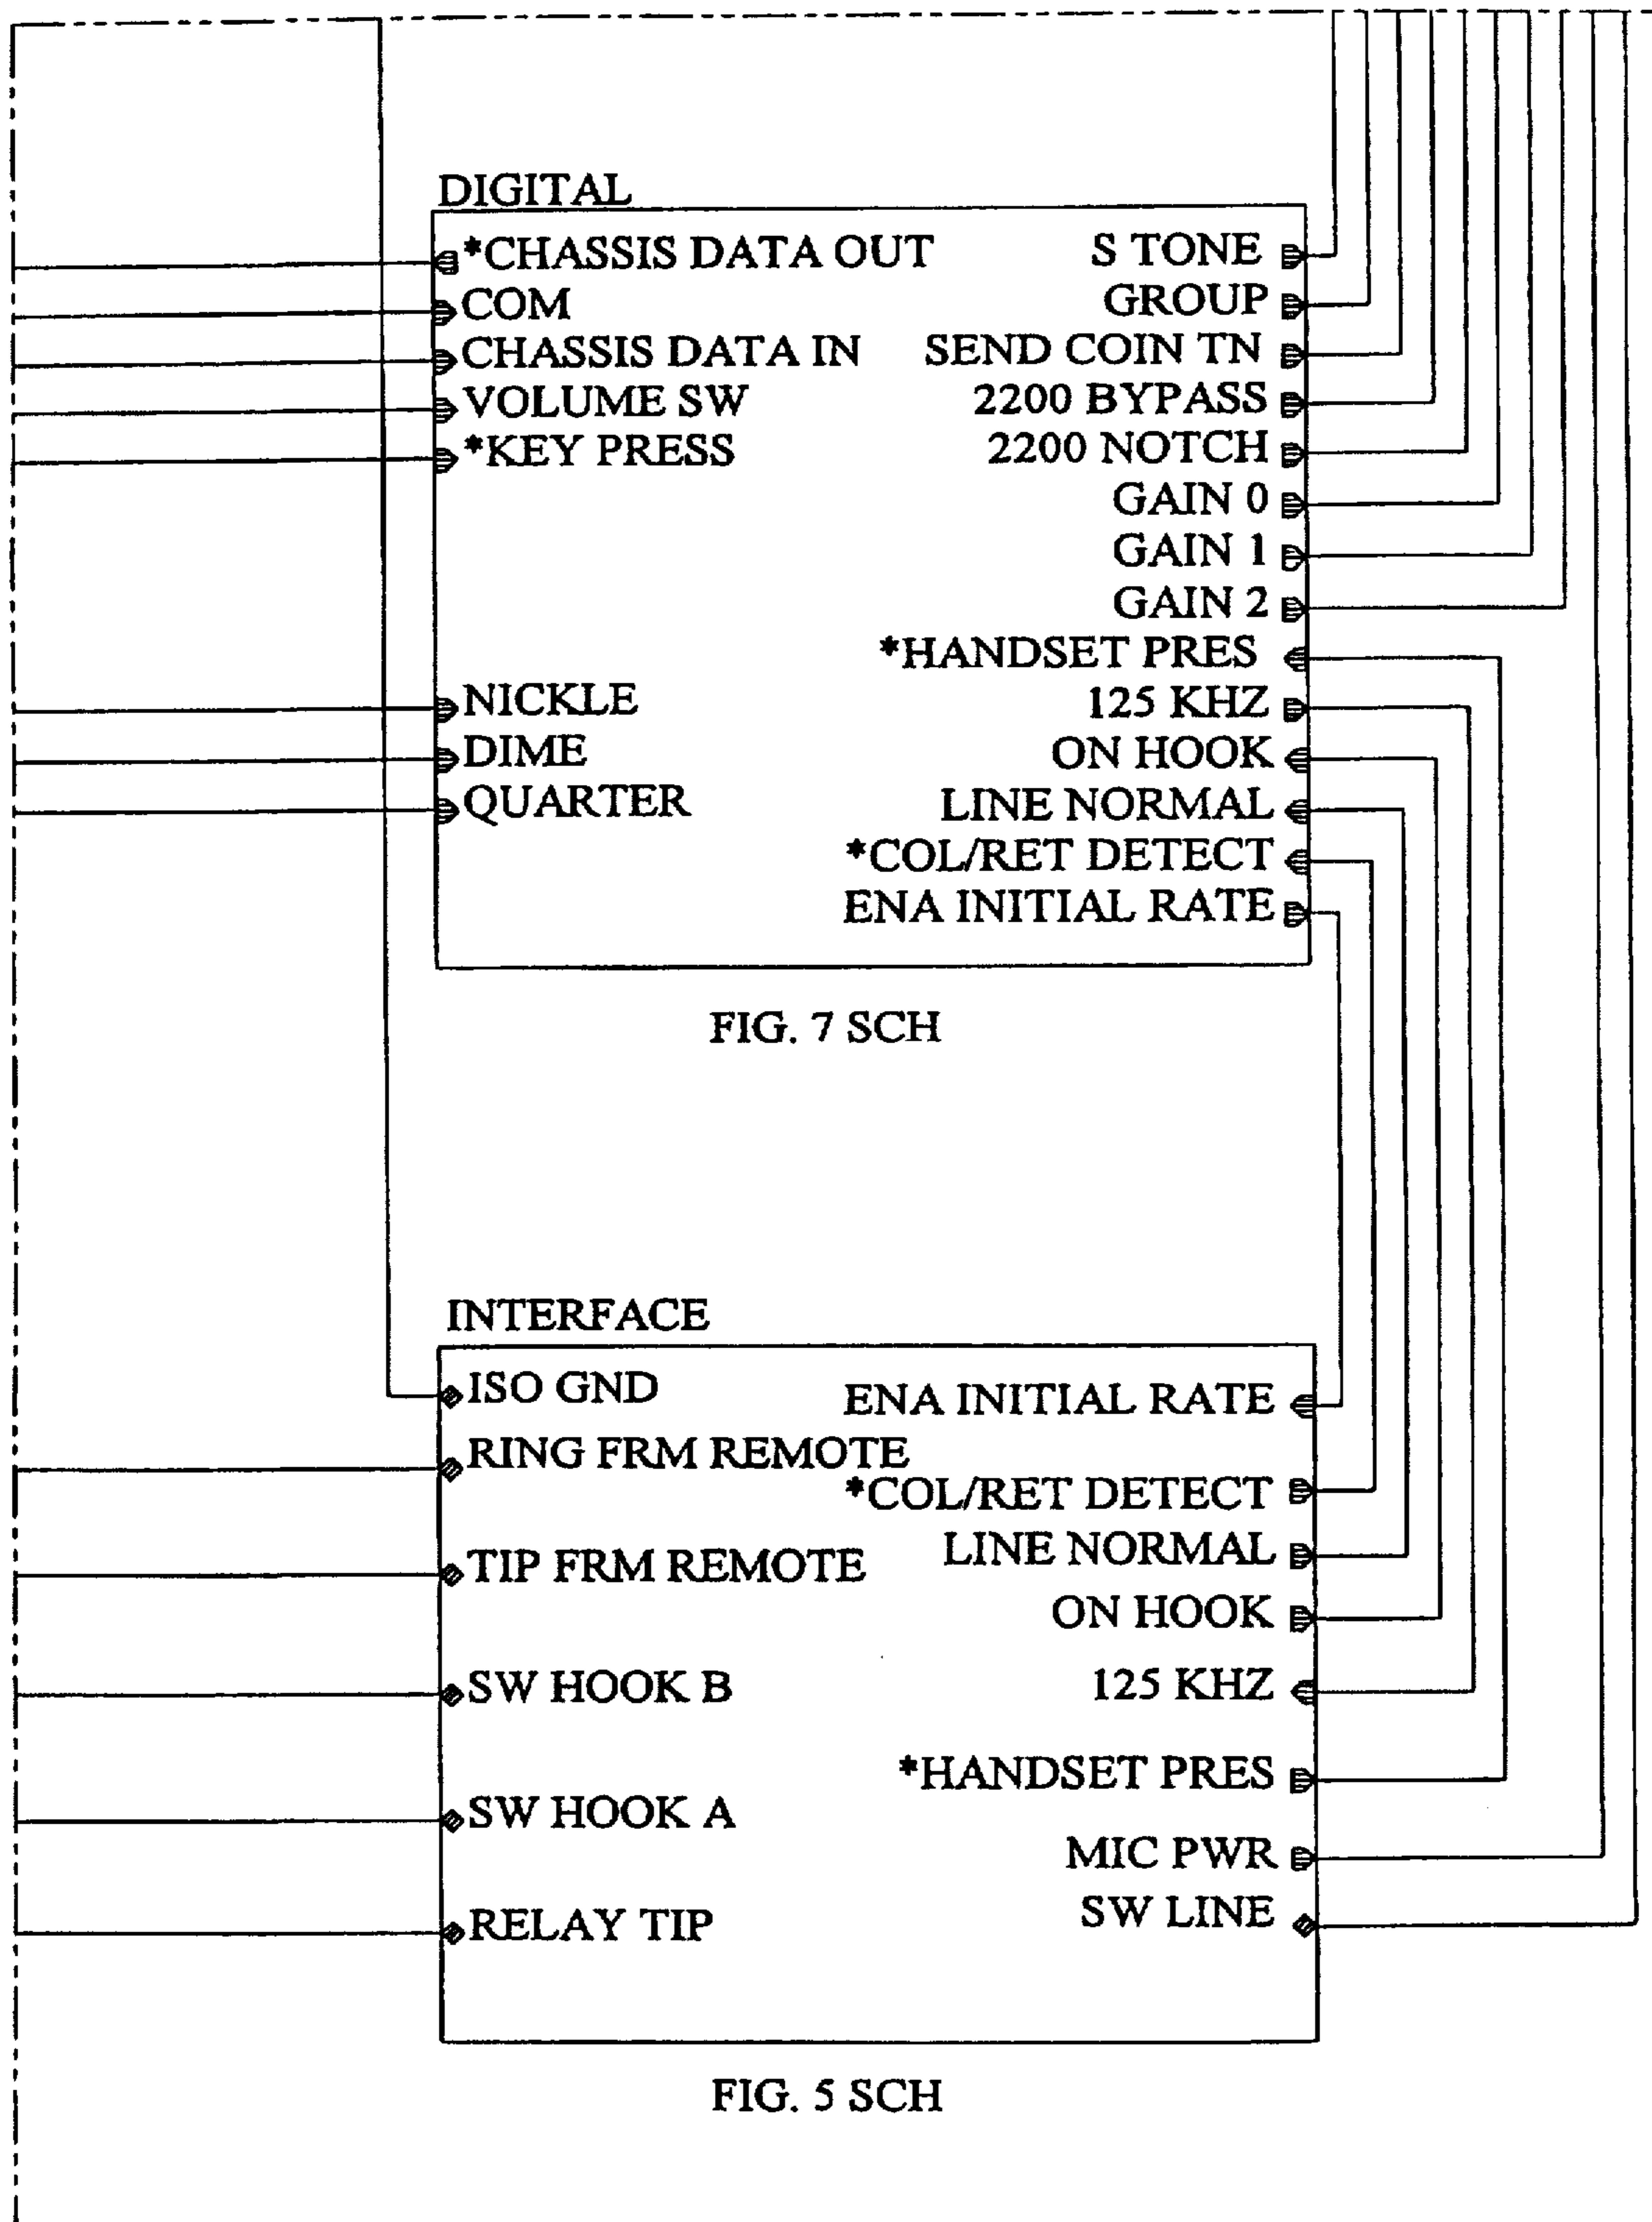 DIGITAL
*CHASSIS DATA OUT
COM
CHASSIS DATA IN
VOLUME SW
*KEY PRESS
NICKLE
DIME
QUARTER
S TONE
GROUP
SEND COIN TN
2200 BYPASS
2200 NOTCH
GAIN 0
GAIN 1
GAIN 2
*HANDSET PRES
125 KHZ
ON HOOK
LINE NORMAL
*COL/RET DETECT
ENA INITIAL RATE
FIG. 7 SCH
INTERFACE
ISO GND
RING FRM REMOTE
TIP FRM REMOTE
SW HOOK B
SW HOOK A
RELAY TIP
ENA INITIAL RATE
*COL/RET DETECT
LINE NORMAL
ON HOOK
125 KHZ
*HANDSET PRES
MIC PWR
SW LINE
FIG. 5 SCH